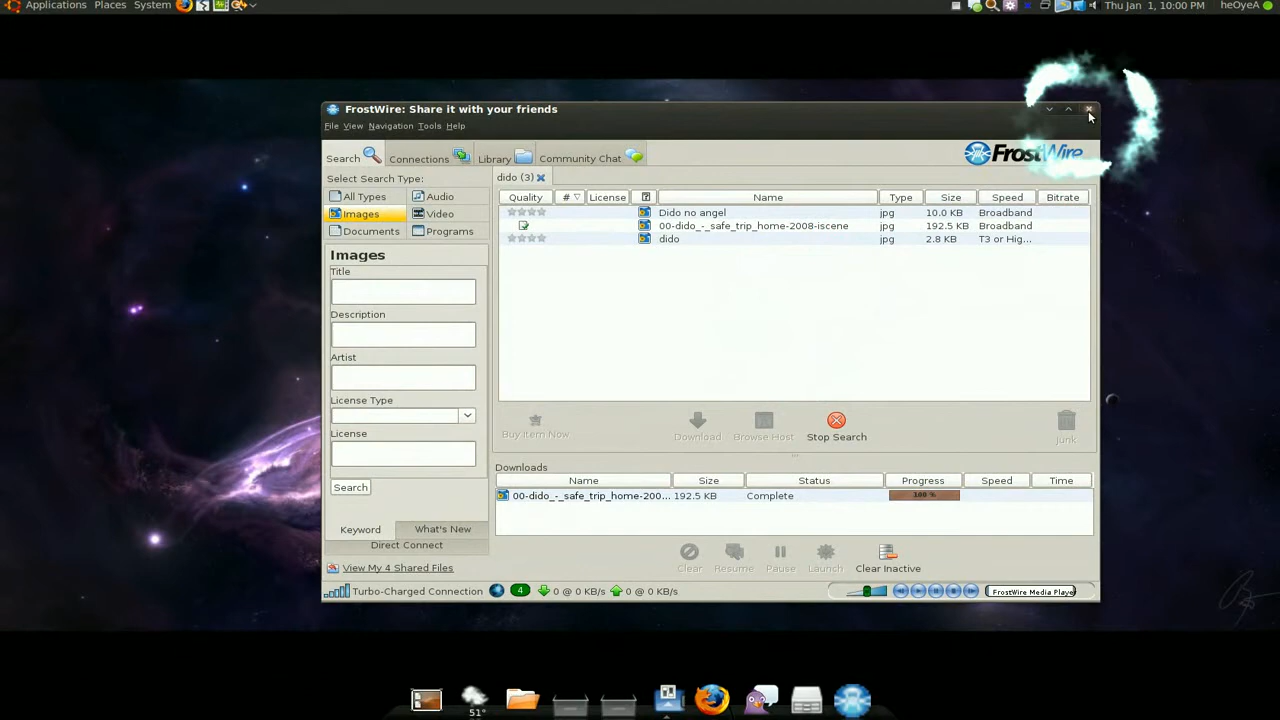 Applications Places System Thu Jan 1, 10:00 PM heOyeA
FrostWire: Share it with your friends
File View Navigation Tools Help
Search Connections Library Community Chat FrostWire
Select Search Type: dido (3)
All Types Audio
Images Video
Documents Programs
Quality # License ? Name Type Size Speed Bitrate
Dido no angel jpg 10.0 KB Broadband
00-dido_-_safe_trip_home-2008-iscene jpg 192.5 KB Broadband
dido jpg 2.8 KB T3 or Hig...
Images
Title
Description
Artist
License Type
License
Search
Keyword What's New
Direct Connect
View My 4 Shared Files
Buy Item Now Download Browse Host Stop Search Junk
Downloads
Name Size Status Progress Speed Time
00-dido_-_safe_trip_home-200... 192.5 KB Complete 100 %
Clear Resume Pause Launch Clear Inactive
Turbo-Charged Connection 4 0 @ 0 KB/s 0 @ 0 KB/s FrostWire Media Player
51°